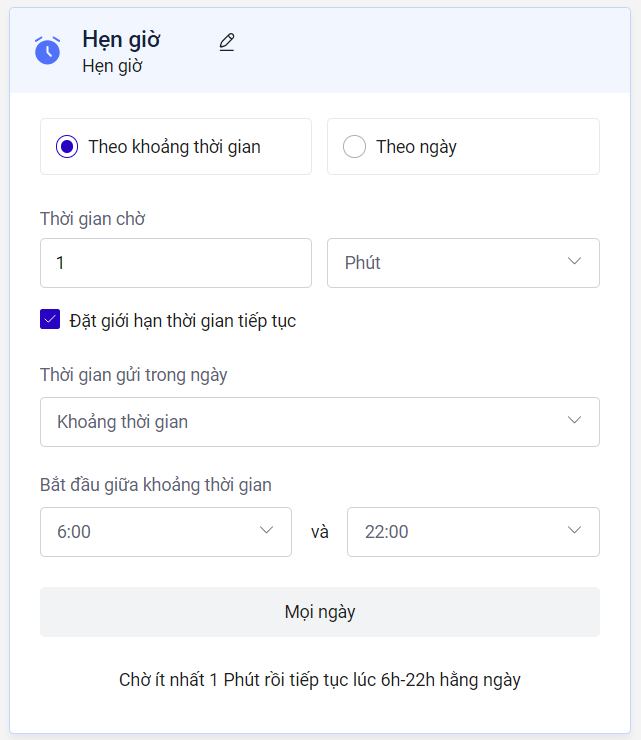 Hẹn giờ
Hẹn giờ
Theo khoảng thời gian
Theo ngày
Thời gian chờ
1
Phút
Đặt giới hạn thời gian tiếp tục
Thời gian gửi trong ngày
Khoảng thời gian
Bắt đầu giữa khoảng thời gian
6:00
và
22:00
Mọi ngày
Chờ ít nhất 1 Phút rồi tiếp tục lúc 6h-22h hằng ngày